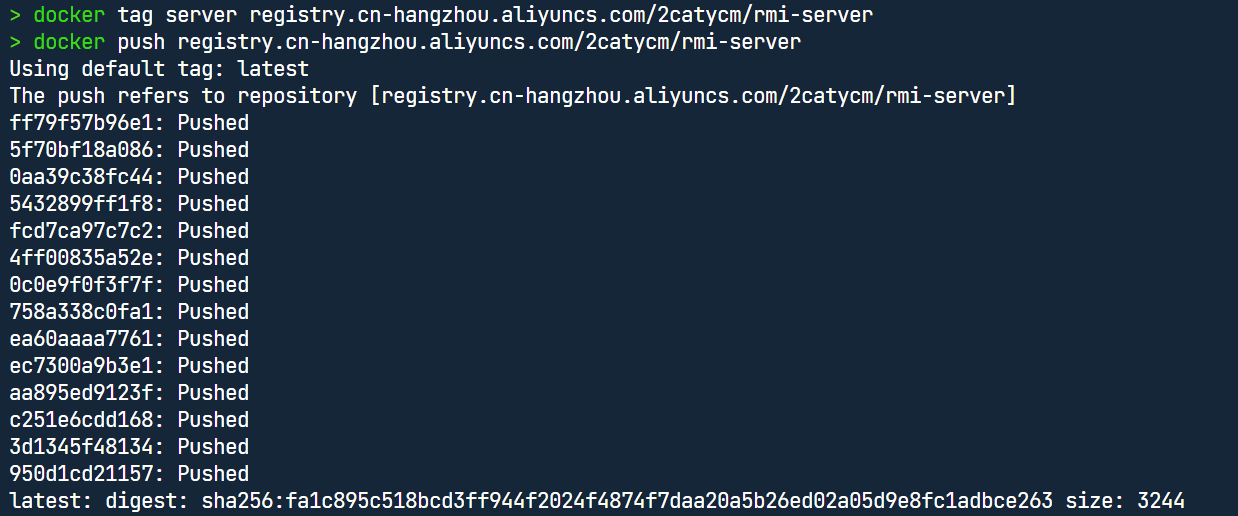 > docker tag server registry.cn-hangzhou.aliyuncs.com/2catycm/rmi-server
> docker push registry.cn-hangzhou.aliyuncs.com/2catycm/rmi-server
Using default tag: latest
The push refers to repository [registry.cn-hangzhou.aliyuncs.com/2catycm/rmi-server]
ff79f57b96e1: Pushed
5f70bf18a086: Pushed
0aa39c38fc44: Pushed
5432899ff1f8: Pushed
fcd7ca97c7c2: Pushed
4ff00835a52e: Pushed
0c0e9f0f3f7f: Pushed
758a338c0fa1: Pushed
ea60aaaa7761: Pushed
ec7300a9b3e1: Pushed
aa895ed9123f: Pushed
c251e6cdd168: Pushed
3d1345f48134: Pushed
950d1cd21157: Pushed
latest: digest: sha256:fa1c895c518bcd3ff944f2024f4874f7daa20a5b26ed02a05d9e8fc1adbce263 size: 3244